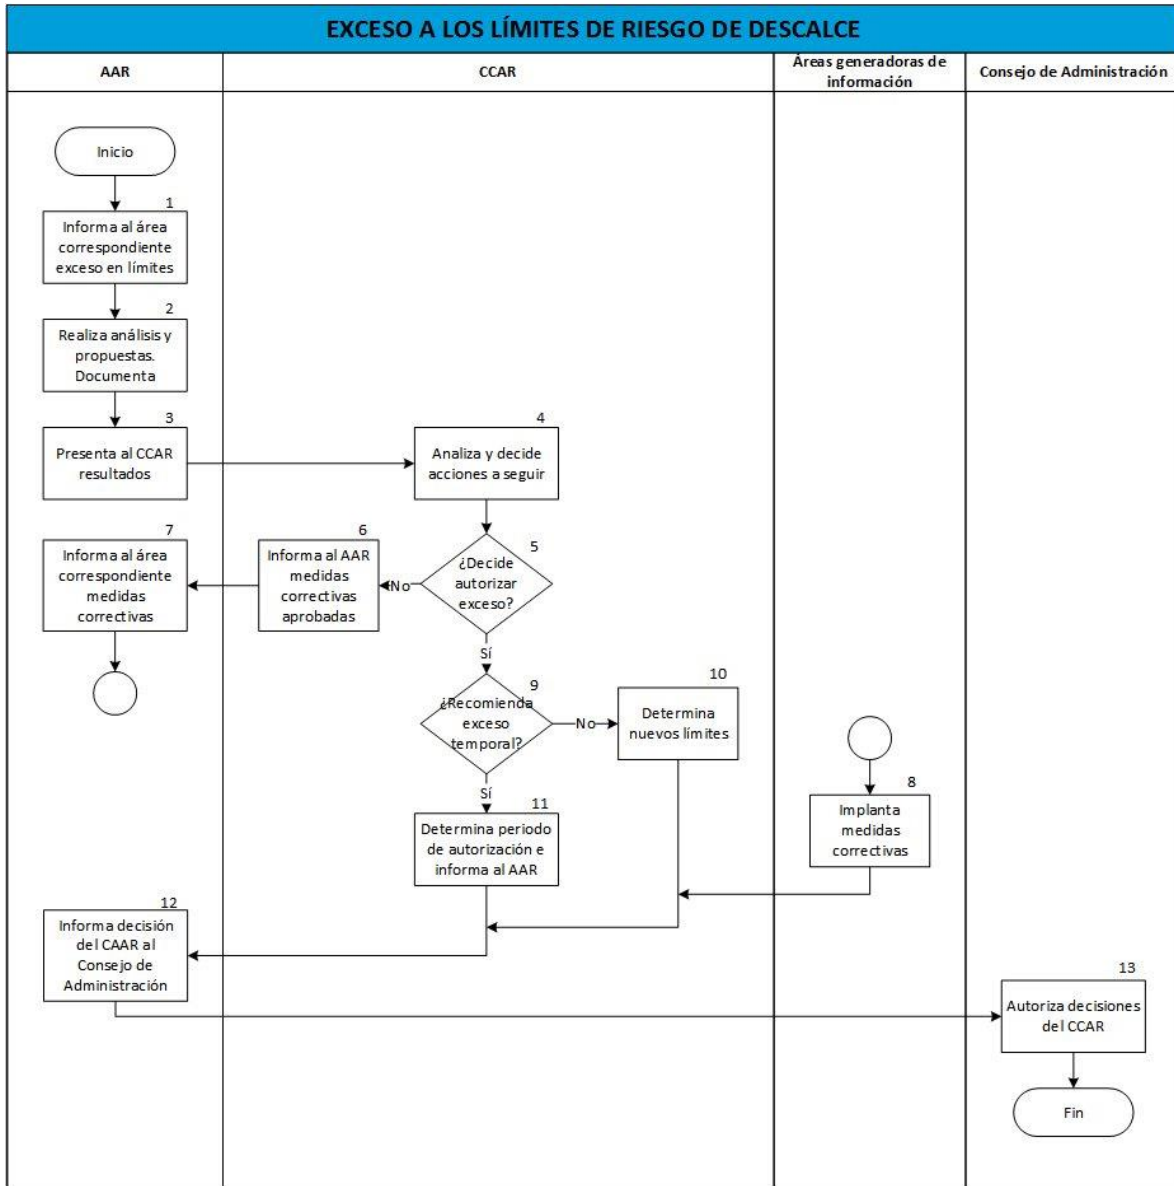 EXCESO A LOS LÍMITES DE RIESGO DE DESCALCE
AAR
CCAR
Áreas generadoras de
información
Consejo de Administración
Inicio
1
Informa al área
correspondiente
exceso en límites
2
Realiza análisis y
propuestas.
Documenta
3
Presenta al CCAR
resultados
4
Analiza y decide
acciones a seguir
5
¿Decide
autorizar
exceso?
No
6
Informa al AAR
medidas
correctivas
aprobadas
7
Informa al área
correspondiente
medidas
correctivas
Sí
9
¿Recomienda
exceso
temporal?
No
10
Determina
nuevos límites
8
Implanta
medidas
correctivas
Sí
11
Determina periodo
de autorización e
informa al AAR
12
Informa decisión
del CAAR al
Consejo de
Administración
13
Autoriza decisiones
del CCAR
Fin